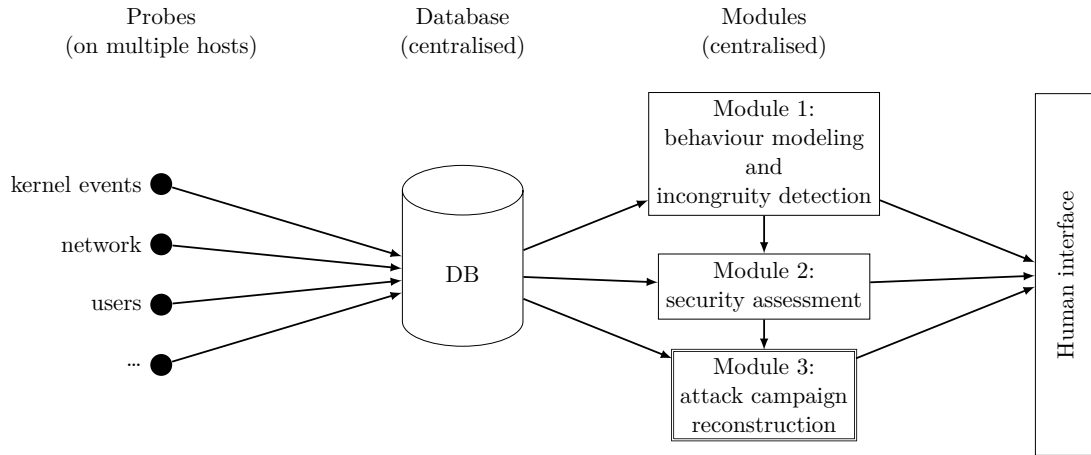 Probes
(on multiple hosts)
Database
(centralised)
Modules
(centralised)
kernel events
network
users
...
DB
Module 1:
behaviour modeling
and
incongruity detection
Module 2:
security assessment
Module 3:
attack campaign
reconstruction
Human interface